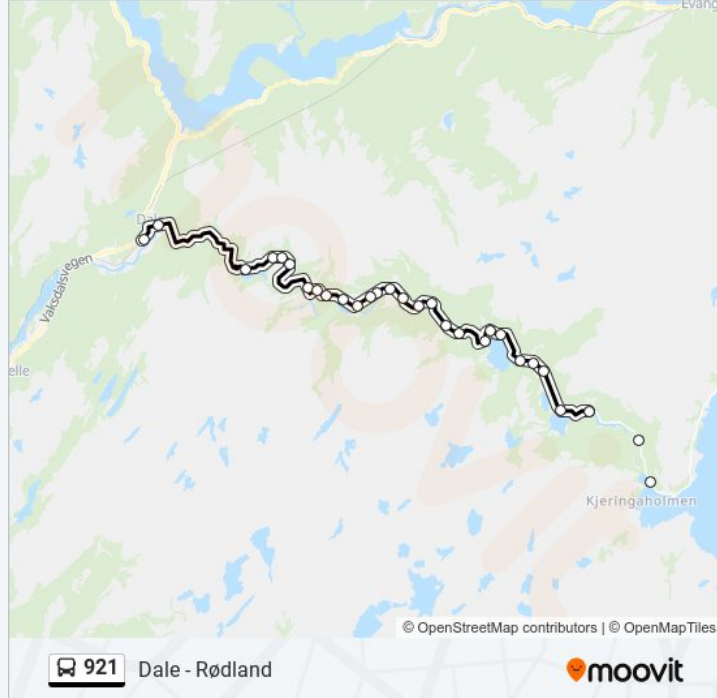 Evang
Dale
Vaksdalsvegen
elle
Kjeringaholmen
© OpenStreetMap contributors | © OpenMapTiles
921 Dale - Rødland
moovit